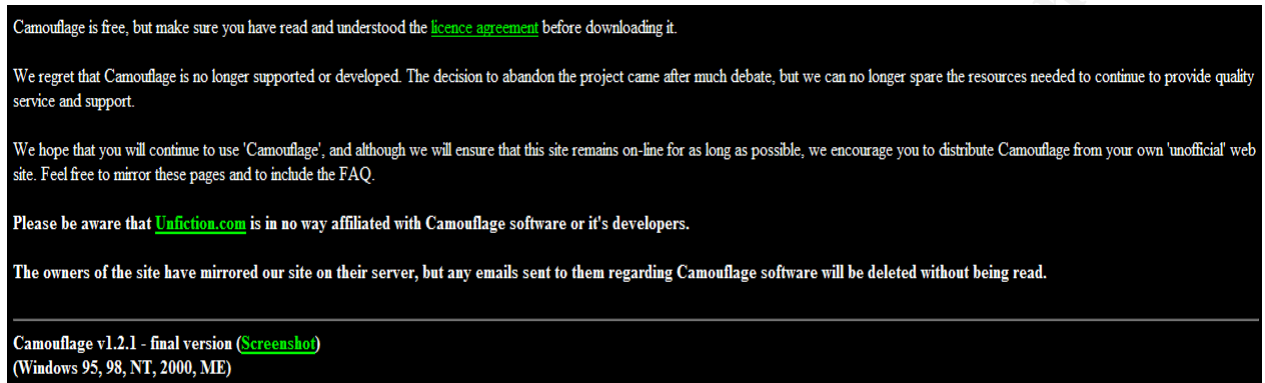 Camouflage is free, but make sure you have read and understood the licence agreement before downloading it.
We regret that Camouflage is no longer supported or developed. The decision to abandon the project came after much debate, but we can no longer spare the resources needed to continue to provide quality
service and support.
We hope that you will continue to use 'Camouflage', and although we will ensure that this site remains on-line for as long as possible, we encourage you to distribute Camouflage from your own 'unofficial' web
site. Feel free to mirror these pages and to include the FAQ.
Please be aware that Unfiction.com is in no way affiliated with Camouflage software or it's developers.
The owners of the site have mirrored our site on their server, but any emails sent to them regarding Camouflage software will be deleted without being read.
Camouflage v1.2.1 - final version (Screenshot)
(Windows 95, 98, NT, 2000, ME)